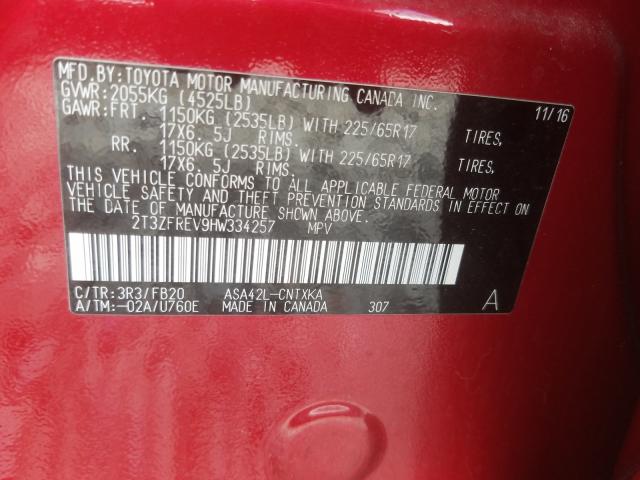 MFD.BY:TOYOTA MOTOR MANUFACTURING CANADA INC.
GVWR:2055KG (4525LB) 11/16
GAWR:FRT. 1150KG (2535LB) WITH 225/65R17 TIRES,
17X6. 5J RIMS.
RR. 1150KG (2535LB) WITH 225/65R17 TIRES,
17X6. 5J RIMS.
THIS VEHICLE CONFORMS TO ALL APPLICABLE FEDERAL MOTOR
VEHICLE SAFETY AND THEFT PREVENTION STANDARDS IN EFFECT ON
THE DATE OF MANUFACTURE SHOWN ABOVE.
2T3ZFREV9HW334257 MPV
C/TR:3R3/FB20 ASA42L-CNTXKA
A/TM:-02A/U760E MADE IN CANADA 307 A